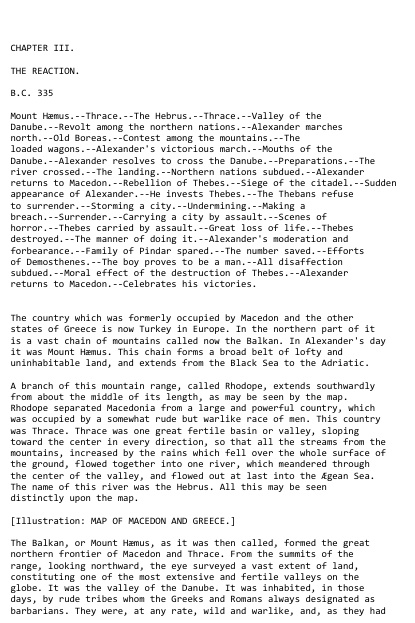 CHAPTER III.
THE REACTION.
B.C. 335
Mount Hæmus.--Thrace.--The Hebrus.--Thrace.--Valley of the
Danube.--Revolt among the northern nations.--Alexander marches
north.--Old Boreas.--Contest among the mountains.--The
loaded wagons.--Alexander's victorious march.--Mouths of the
Danube.--Alexander resolves to cross the Danube.--Preparations.--The
river crossed.--The landing.--Northern nations subdued.--Alexander
returns to Macedon.--Rebellion of Thebes.--Siege of the citadel.--Sudden
appearance of Alexander.--He invests Thebes.--The Thebans refuse
to surrender.--Storming a city.--Undermining.--Making a
breach.--Surrender.--Carrying a city by assault.--Scenes of
horror.--Thebes carried by assault.--Great loss of life.--Thebes
destroyed.--The manner of doing it.--Alexander's moderation and
forbearance.--Family of Pindar spared.--The number saved.--Efforts
of Demosthenes.--The boy proves to be a man.--All disaffection
subdued.--Moral effect of the destruction of Thebes.--Alexander
returns to Macedon.--Celebrates his victories.
The country which was formerly occupied by Macedon and the other
states of Greece is now Turkey in Europe. In the northern part of it
is a vast chain of mountains called now the Balkan. In Alexander's day
it was Mount Hæmus. This chain forms a broad belt of lofty and
uninhabitable land, and extends from the Black Sea to the Adriatic.
A branch of this mountain range, called Rhodope, extends southwardly
from about the middle of its length, as may be seen by the map.
Rhodope separated Macedonia from a large and powerful country, which
was occupied by a somewhat rude but warlike race of men. This country
was Thrace. Thrace was one great fertile basin or valley, sloping
toward the center in every direction, so that all the streams from the
mountains, increased by the rains which fell over the whole surface of
the ground, flowed together into one river, which meandered through
the center of the valley, and flowed out at last into the Ægean Sea.
The name of this river was the Hebrus. All this may be seen
distinctly upon the map.
[Illustration: MAP OF MACEDON AND GREECE.]
The Balkan, or Mount Hæmus, as it was then called, formed the great
northern frontier of Macedon and Thrace. From the summits of the
range, looking northward, the eye surveyed a vast extent of land,
constituting one of the most extensive and fertile valleys on the
globe. It was the valley of the Danube. It was inhabited, in those
days, by rude tribes whom the Greeks and Romans always designated as
barbarians. They were, at any rate, wild and warlike, and, as they had